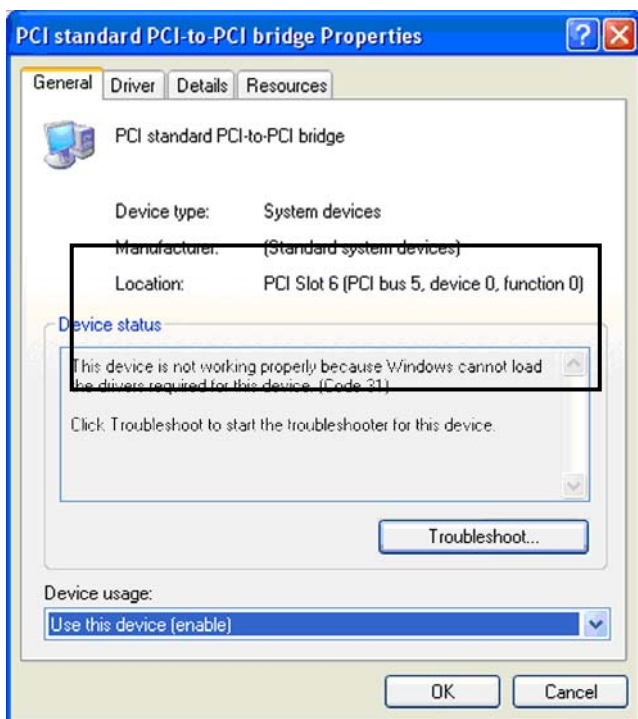 PCI standard PCI-to-PCI bridge Properties
General Driver Details Resources
PCI standard PCI-to-PCI bridge
Device type: System devices
Manufacturer: (Standard system devices)
Location: PCI Slot 6 (PCI bus 5, device 0, function 0)
Device status
This device is not working properly because Windows cannot load
the drivers required for this device. (Code 31)
Click Troubleshoot to start the troubleshooter for this device.
Troubleshoot...
Device usage:
Use this device (enable)
OK Cancel